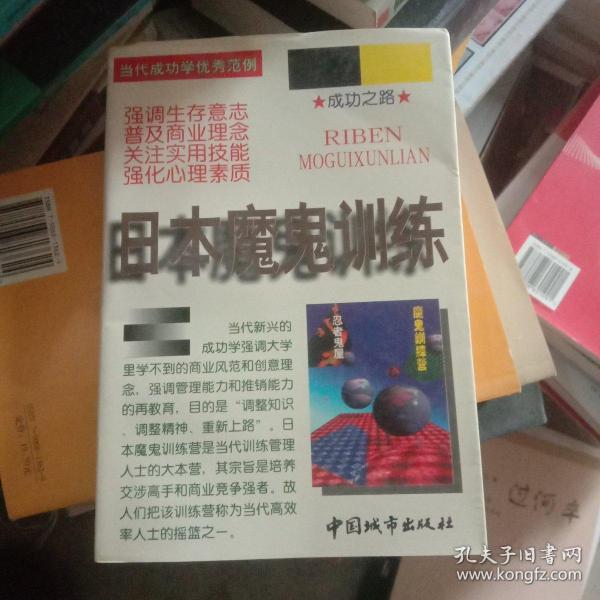 当代成功学优秀范例
★成功之路★
强调生存意志
普及商业理念
关注实用技能
强化心理素质
RIBEN
MOGUIXUNLIAN
日本魔鬼训练
当代新兴的
成功学强调大学
里学不到的商业风范和创意理
念，强调管理能力和推销能力
的再教育，目的是“调整知识
、调整精神、重新上路”。日
本魔鬼训练营是当代训练管理
人士的大本营，其宗旨是培养
交涉高手和商业竞争强者。故
人们把该训练营称为当代高效
率人士的摇篮之一。
忍者鬼屋
魔鬼训练营
中国城市出版社
过河卒
孔夫子旧书网
www.kongfz.com